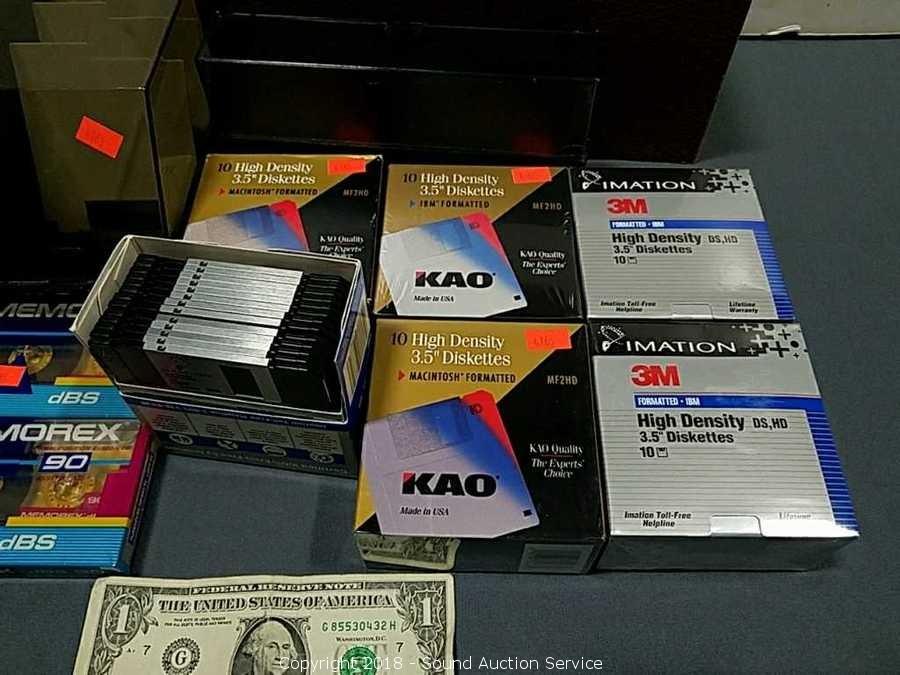 10 High Density
3.5" Diskettes
MACINTOSH® FORMATTED
MF2HD
KAO Quality
The Experts'
Choice
10 High Density
3.5" Diskettes
IBM® FORMATTED
MF2HD
KAO Quality
The Experts'
Choice
KAO
Made in USA
IMATION
3M
FORMATTED · IBM
High Density DS,HD
3.5" Diskettes
10
Imation Toll-Free
Helpline
Lifetime
Warranty
10 High Density
3.5" Diskettes
MACINTOSH® FORMATTED
MF2HD
KAO Quality
The Experts'
Choice
KAO
Made in USA
IMATION
3M
FORMATTED · IBM
High Density DS,HD
3.5" Diskettes
10
Imation Toll-Free
Helpline
Lifetime
MEMO
dBS
MOREX
90
dBS
FEDERAL RESERVE NOTE
THE UNITED STATES OF AMERICA
1
1
G 85530432 H
WASHINGTON, D.C.
7
7
G
Copyright 2018 - Sound Auction Service